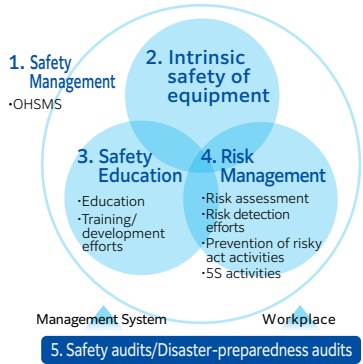 1. Safety
Management
・OHSMS
2. Intrinsic
safety of
equipment
3. Safety
Education
・Education
・Training/
development
efforts
4. Risk
Management
・Risk assessment
・Risk detection
efforts
・Prevention of risky
act activities
・5S activities
Management System
Workplace
5. Safety audits/Disaster-preparedness audits